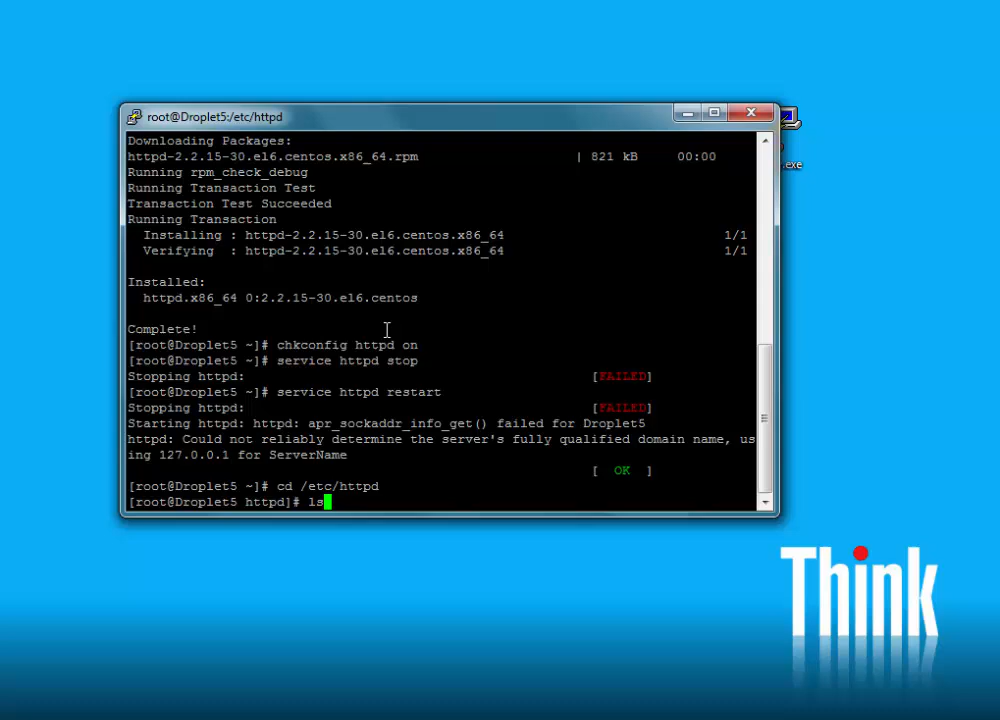 root@Droplet5:/etc/httpd
Downloading Packages:
httpd-2.2.15-30.el6.centos.x86_64.rpm | 821 kB 00:00
Running rpm_check_debug
Running Transaction Test
Transaction Test Succeeded
Running Transaction
Installing : httpd-2.2.15-30.el6.centos.x86_64 1/1
Verifying : httpd-2.2.15-30.el6.centos.x86_64 1/1
Installed:
httpd.x86_64 0:2.2.15-30.el6.centos
Complete!
[root@Droplet5 ~]# chkconfig httpd on
[root@Droplet5 ~]# service httpd stop
Stopping httpd: [FAILED]
[root@Droplet5 ~]# service httpd restart
Stopping httpd: [FAILED]
Starting httpd: httpd: apr_sockaddr_info_get() failed for Droplet5
httpd: Could not reliably determine the server's fully qualified domain name, us
ing 127.0.0.1 for ServerName
[ OK ]
[root@Droplet5 ~]# cd /etc/httpd
[root@Droplet5 httpd]# ls
.exe
Think